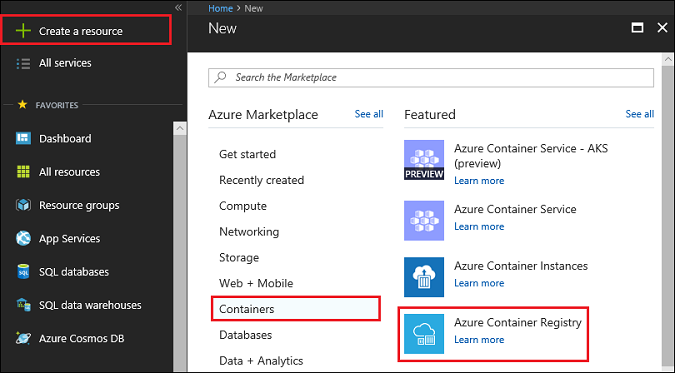 Create a resource
All services
FAVORITES
Dashboard
All resources
Resource groups
App Services
SQL databases
SQL data warehouses
Azure Cosmos DB
Home > New
New
Search the Marketplace
Azure Marketplace See all
Get started
Recently created
Compute
Networking
Storage
Web + Mobile
Containers
Databases
Data + Analytics
Featured See all
PREVIEW
Azure Container Service - AKS
(preview)
Learn more
Azure Container Service
Learn more
Azure Container Instances
Learn more
Azure Container Registry
Learn more